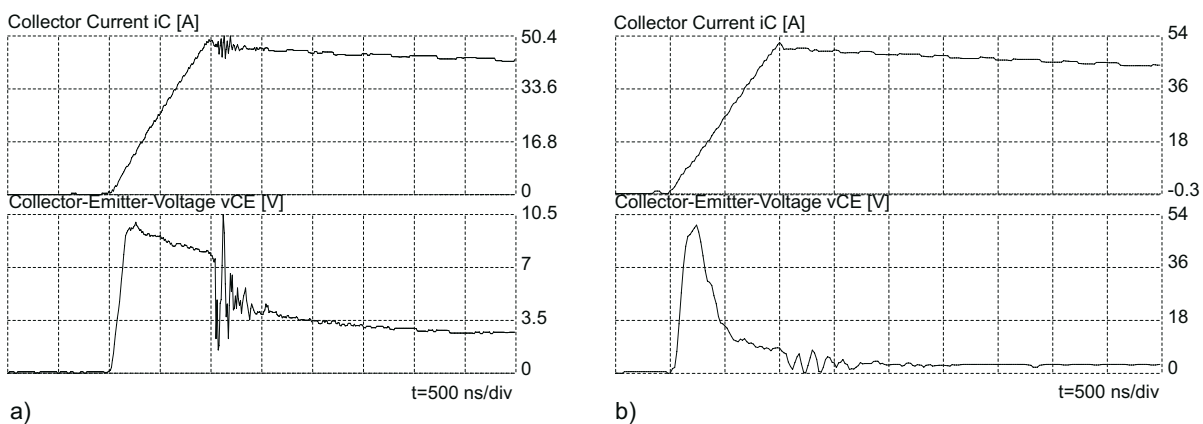 Collector Current iC [A]
50.4
33.6
16.8
0
Collector-Emitter-Voltage vCE [V]
10.5
7
3.5
0
t=500 ns/div
a)
Collector Current iC [A]
54
36
18
-0.3
Collector-Emitter-Voltage vCE [V]
54
36
18
0
t=500 ns/div
b)